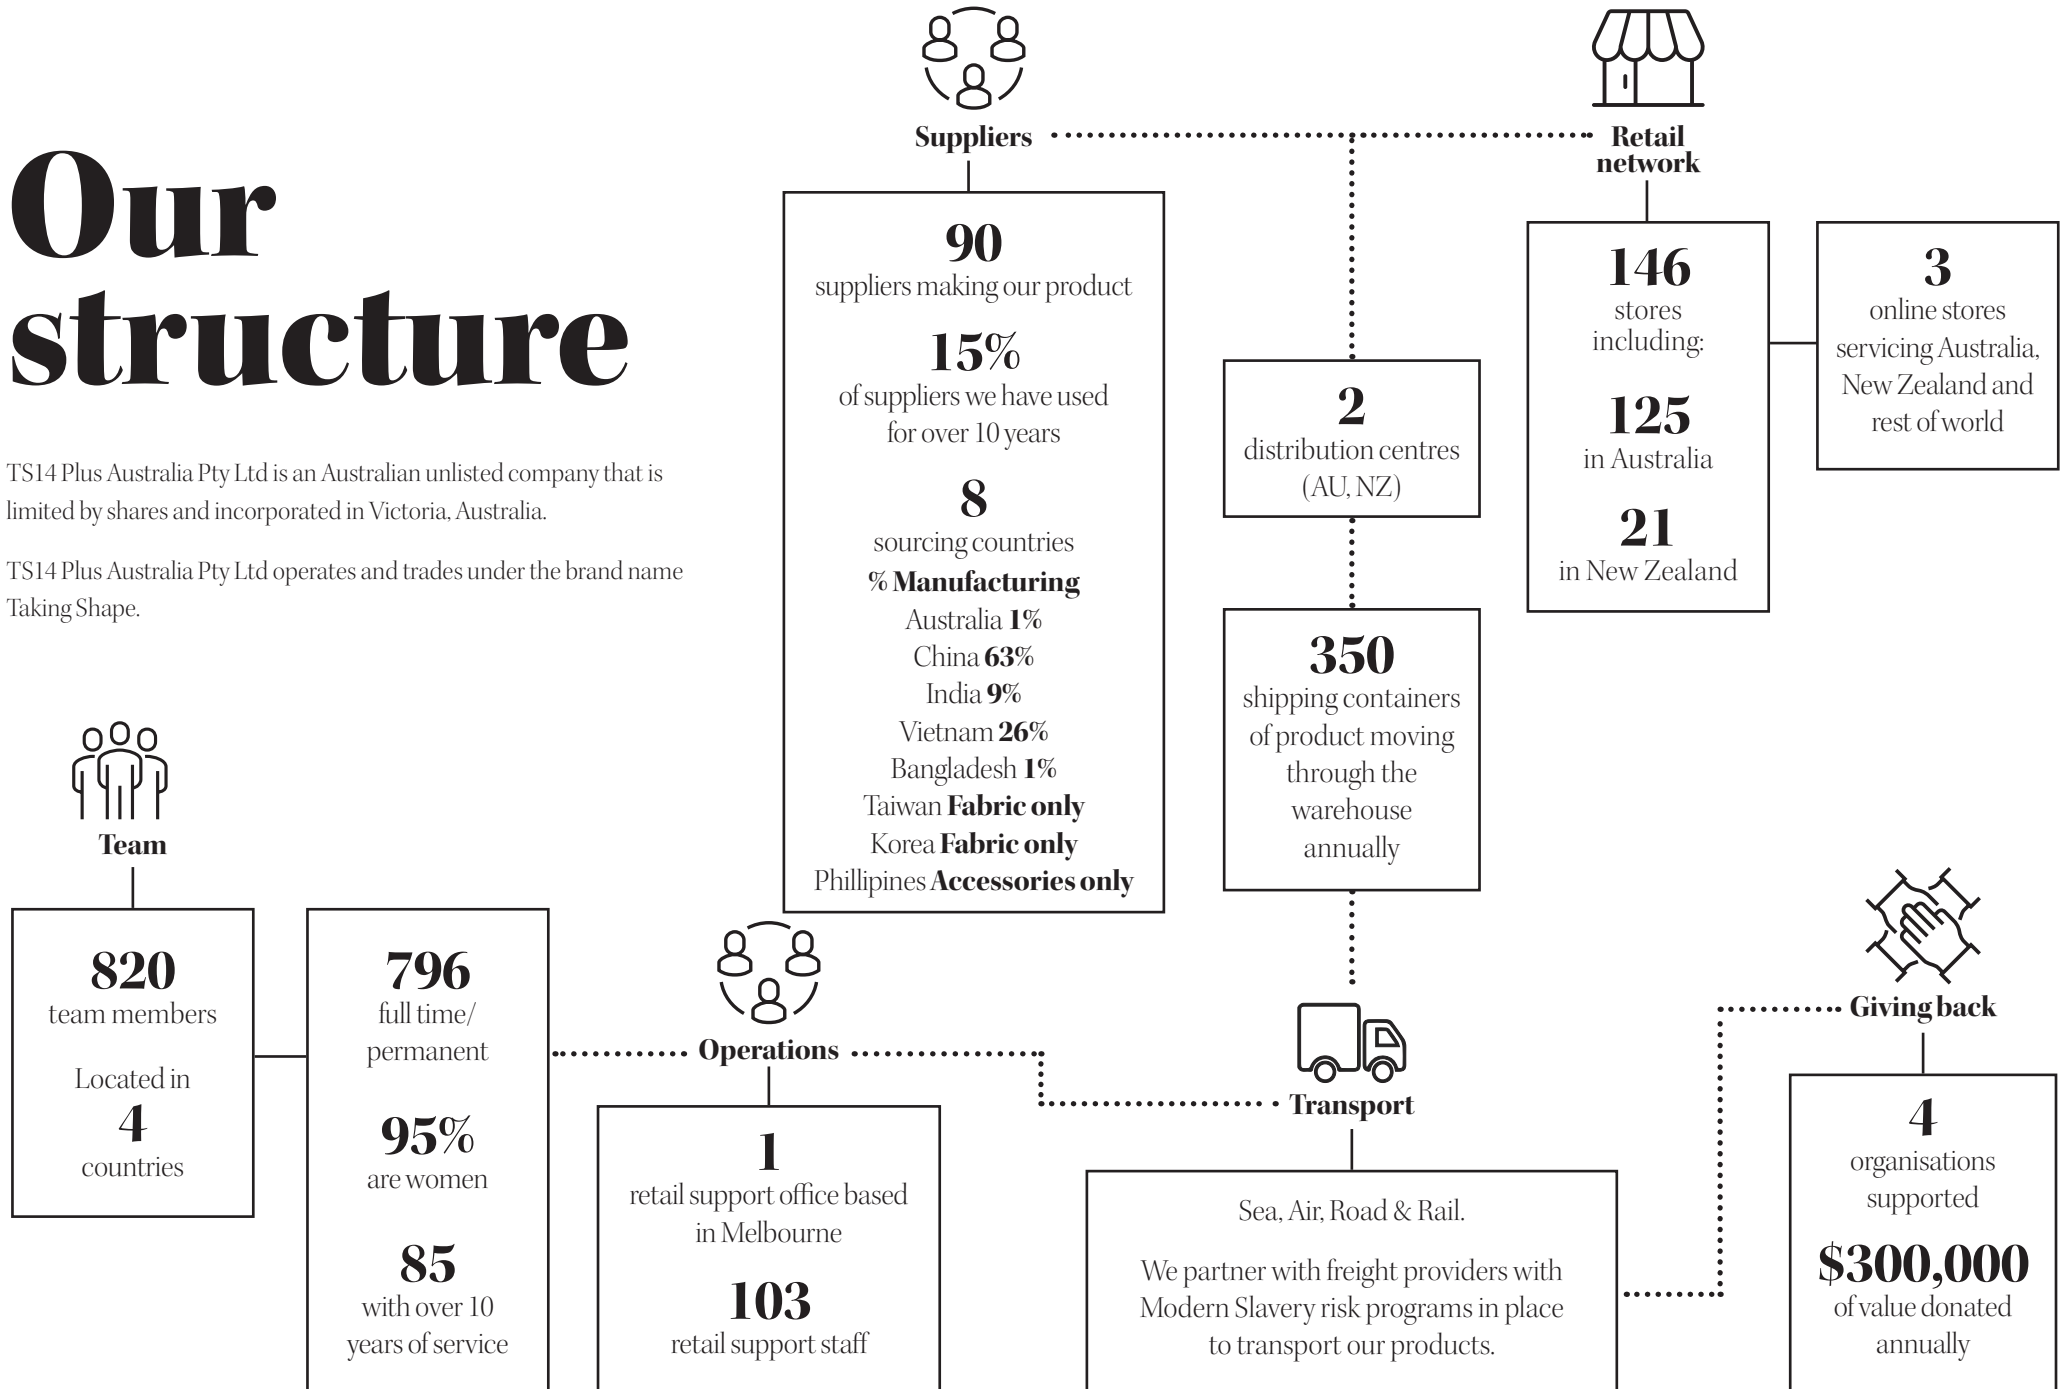 Our
structure
TS14 Plus Australia Pty Ltd is an Australian unlisted company that is
limited by shares and incorporated in Victoria, Australia.
TS14 Plus Australia Pty Ltd operates and trades under the brand name
Taking Shape.
Suppliers
90
suppliers making our product
15%
of suppliers we have used
for over 10 years
8
sourcing countries
% Manufacturing
Australia 1%
China 63%
India 9%
Vietnam 26%
Bangladesh 1%
Taiwan Fabric only
Korea Fabric only
Phillipines Accessories only
2
distribution centres
(AU, NZ)
350
shipping containers
of product moving
through the
warehouse
annually
Retail
network
146
stores
including:
125
in Australia
21
in New Zealand
3
online stores
servicing Australia,
New Zealand and
rest of world
Team
820
team members
Located in
4
countries
796
full time/
permanent
95%
are women
85
with over 10
years of service
Operations
1
retail support office based
in Melbourne
103
retail support staff
Transport
Sea, Air, Road & Rail.
We partner with freight providers with
Modern Slavery risk programs in place
to transport our products.
Giving back
4
organisations
supported
$300,000
of value donated
annually